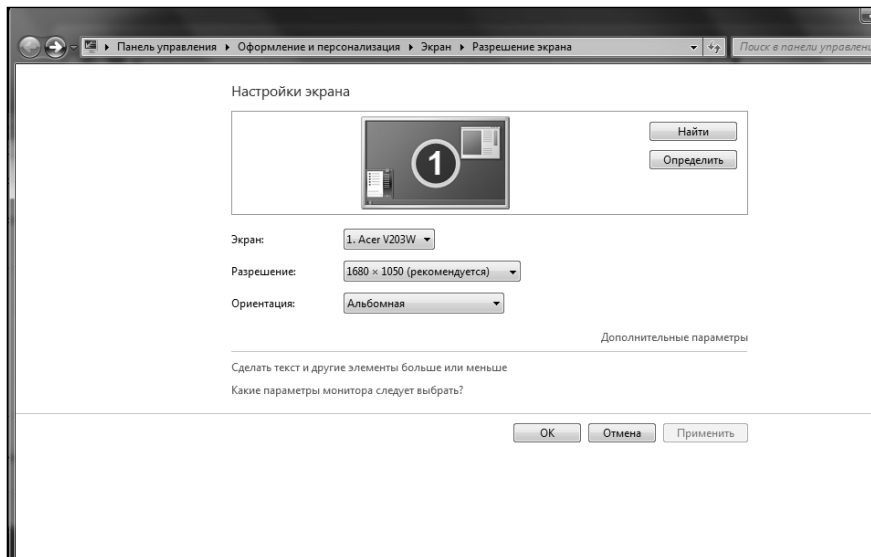 Панель управления ▸ Оформление и персонализация ▸ Экран ▸ Разрешение экрана
Поиск в панели управлени
Настройки экрана
1
Найти
Определить
Экран: 1. Acer V203W
Разрешение: 1680 × 1050 (рекомендуется)
Ориентация: Альбомная
Дополнительные параметры
Сделать текст и другие элементы больше или меньше
Какие параметры монитора следует выбрать?
ОК Отмена Применить